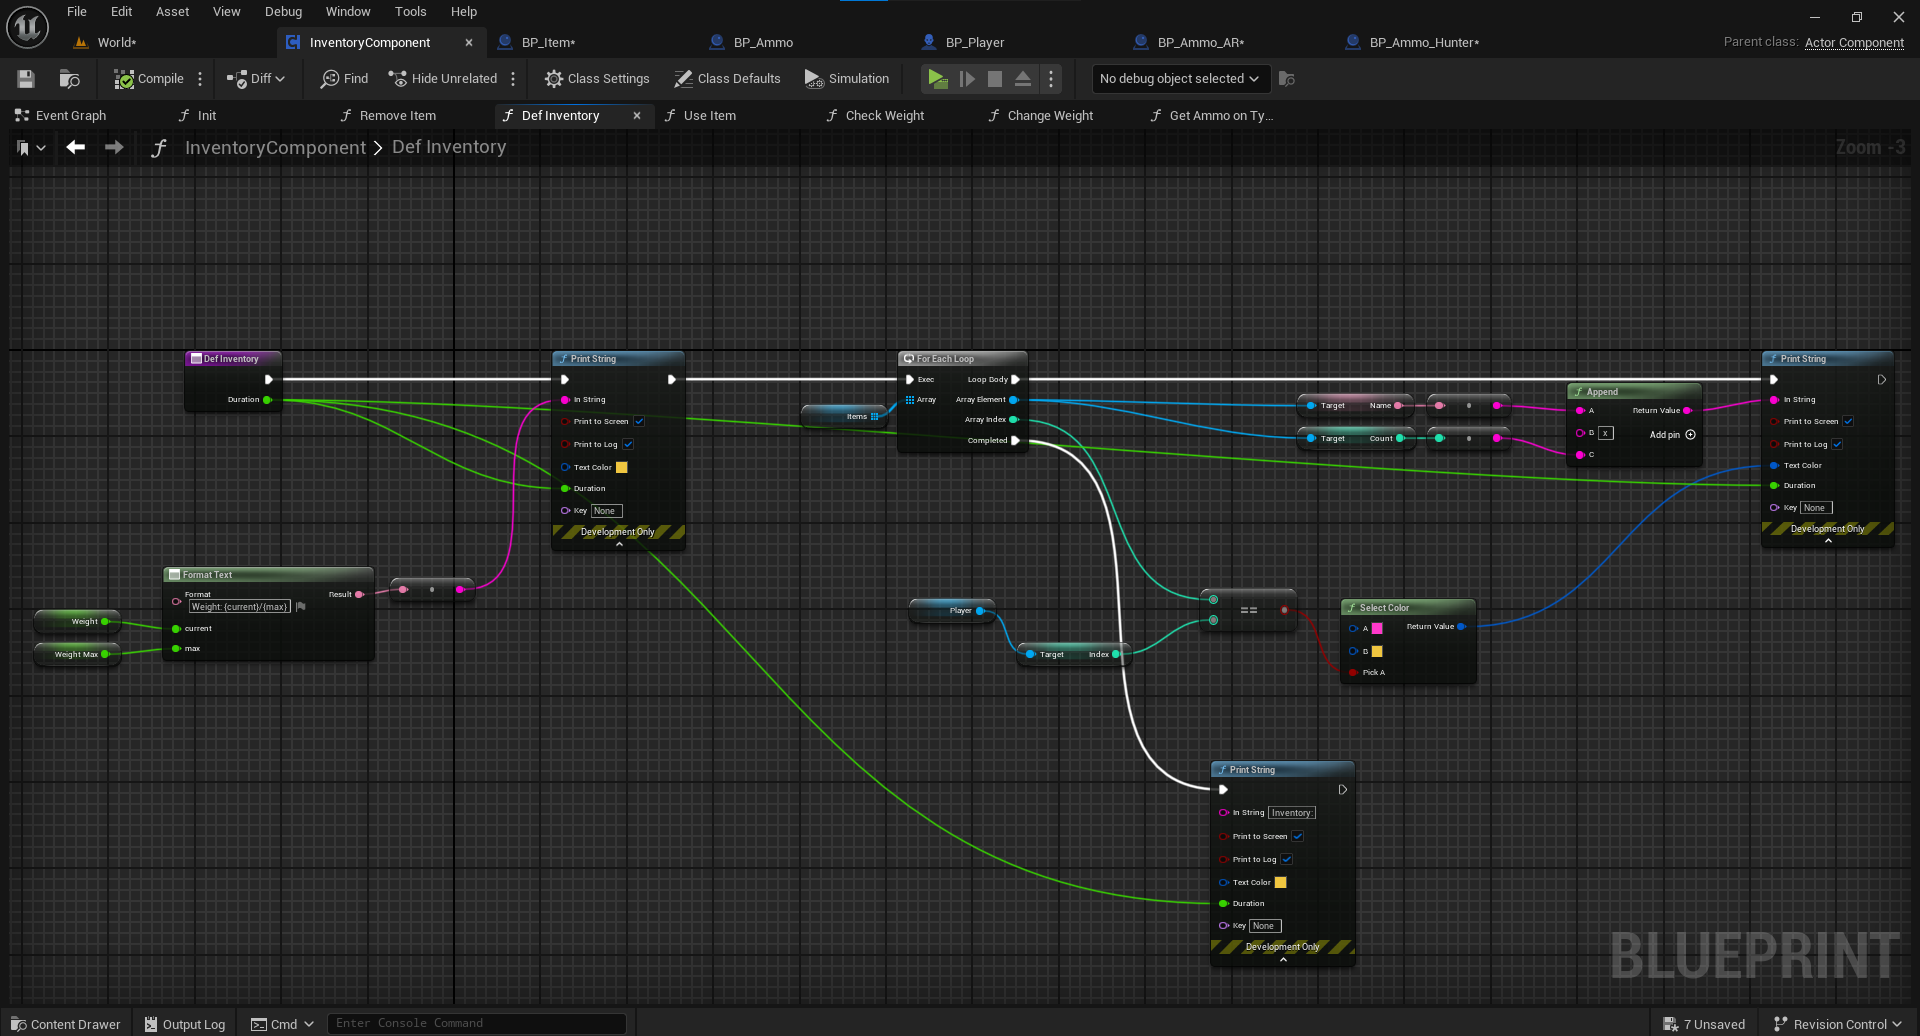 File Edit Asset View Debug Window Tools Help
World* InventoryComponent BP_Item* BP_Ammo BP_Player BP_Ammo_AR* BP_Ammo_Hunter* Parent class: Actor Component
Compile Diff Find Hide Unrelated Class Settings Class Defaults Simulation No debug object selected
Event Graph Init Remove Item Def Inventory Use Item Check Weight Change Weight Get Ammo on Ty...
InventoryComponent > Def Inventory Zoom -3
Def Inventory
Duration
Print String
In String
Print to Screen
Print to Log
Text Color
Duration
Key None
Development Only
Items
For Each Loop
Exec Loop Body
Array Array Element
Array Index
Completed
Target Name
Target Count
Append
A Return Value
B x Add pin
C
Print String
In String
Print to Screen
Print to Log
Text Color
Duration
Key None
Development Only
Weight
Weight Max
Format Text
Format Result
Weight: {current}/{max}
current
max
Player
Target Index
==
Select Color
A Return Value
B
Pick A
Print String
In String Inventory:
Print to Screen
Print to Log
Text Color
Duration
Key None
Development Only
BLUEPRINT
Content Drawer Output Log Cmd Enter Console Command 7 Unsaved Revision Control